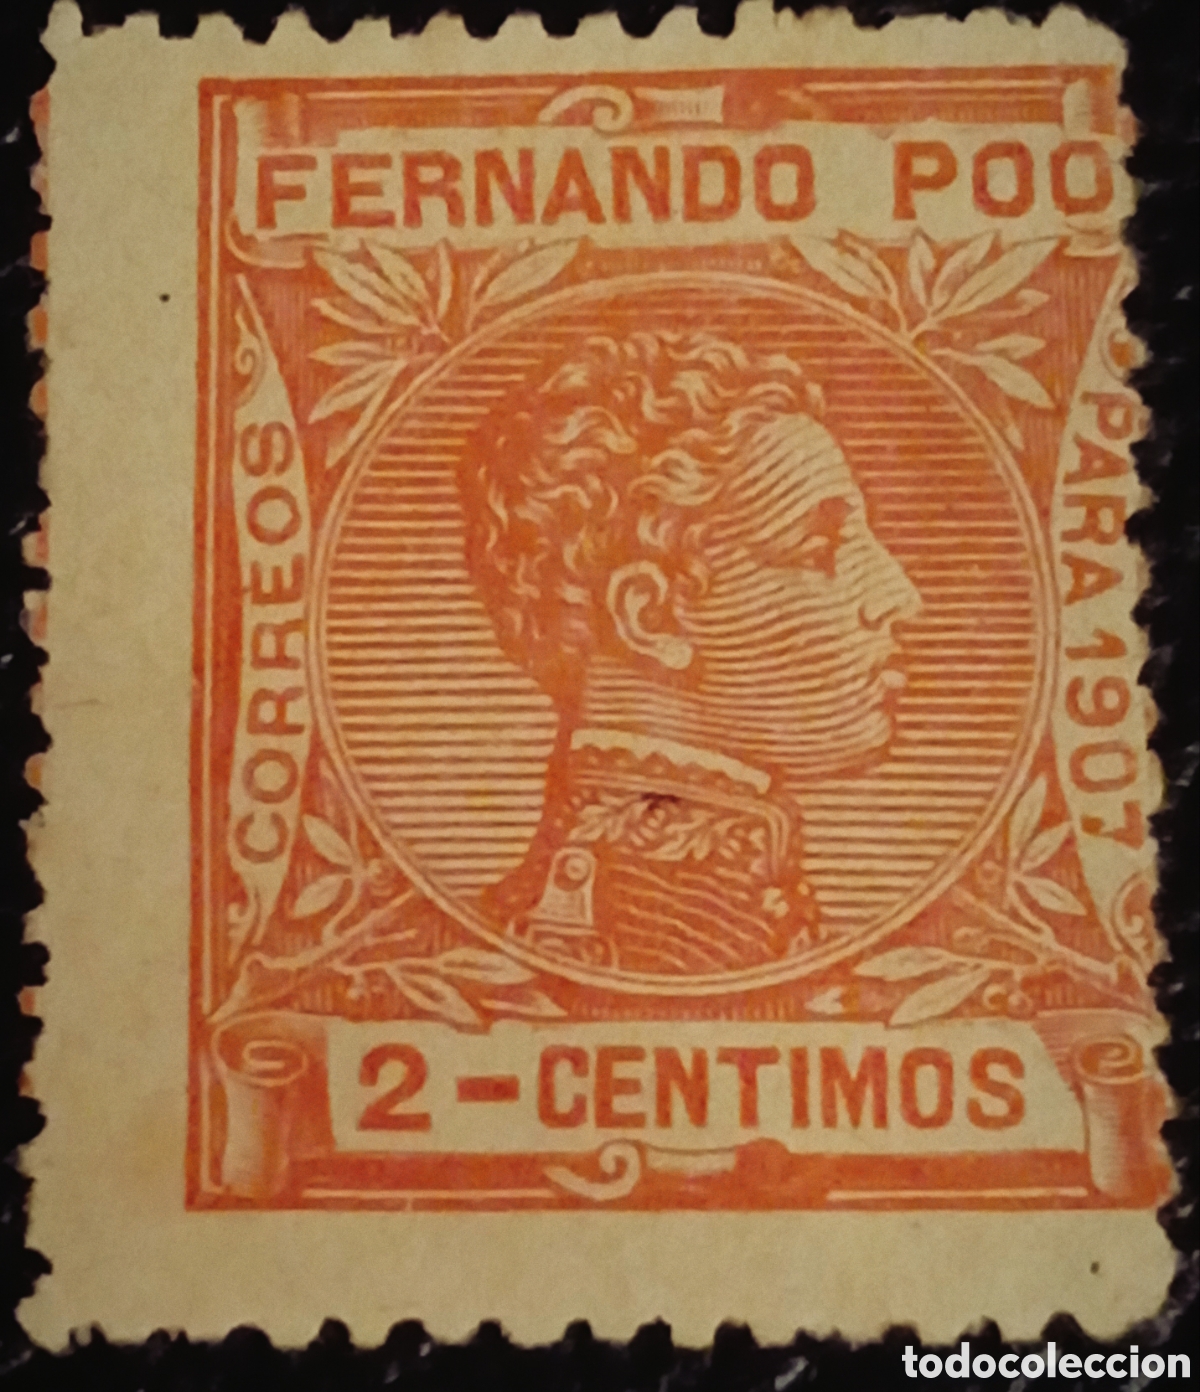 FERNANDO POO
CORREOS
PARA 1907
2-CENTIMOS
todocoleccion